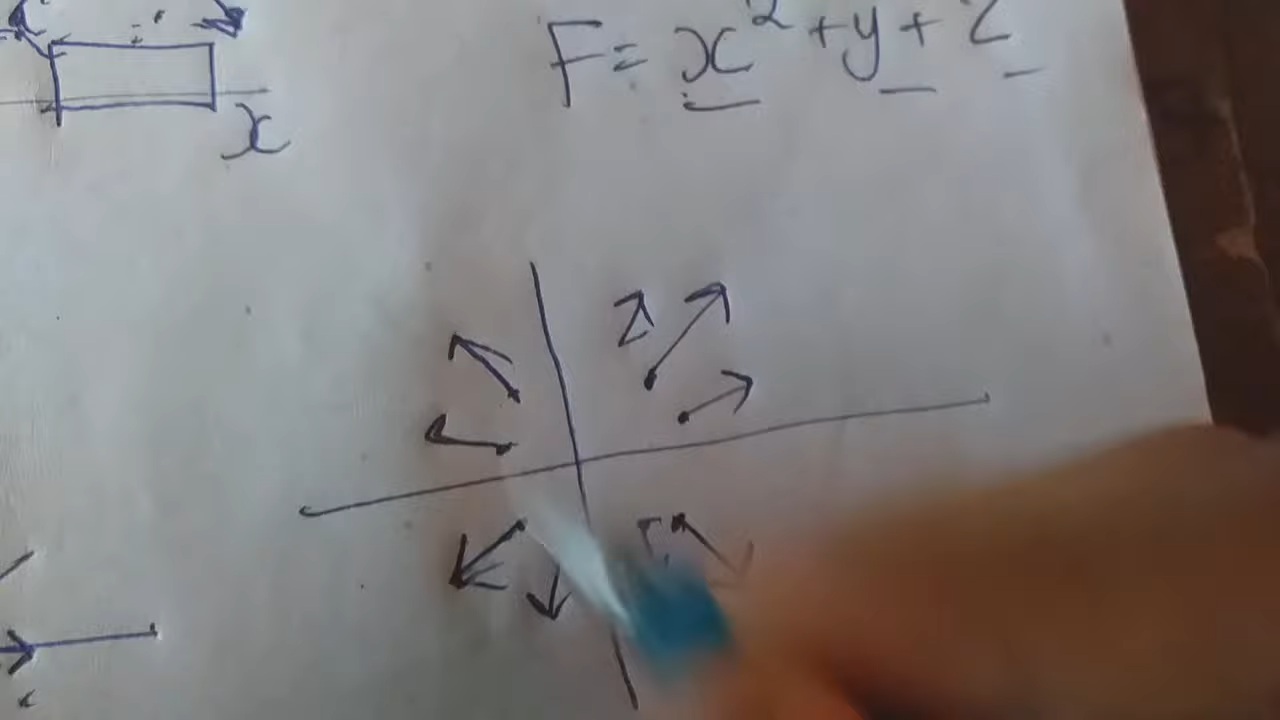 F = x² + y + z
x